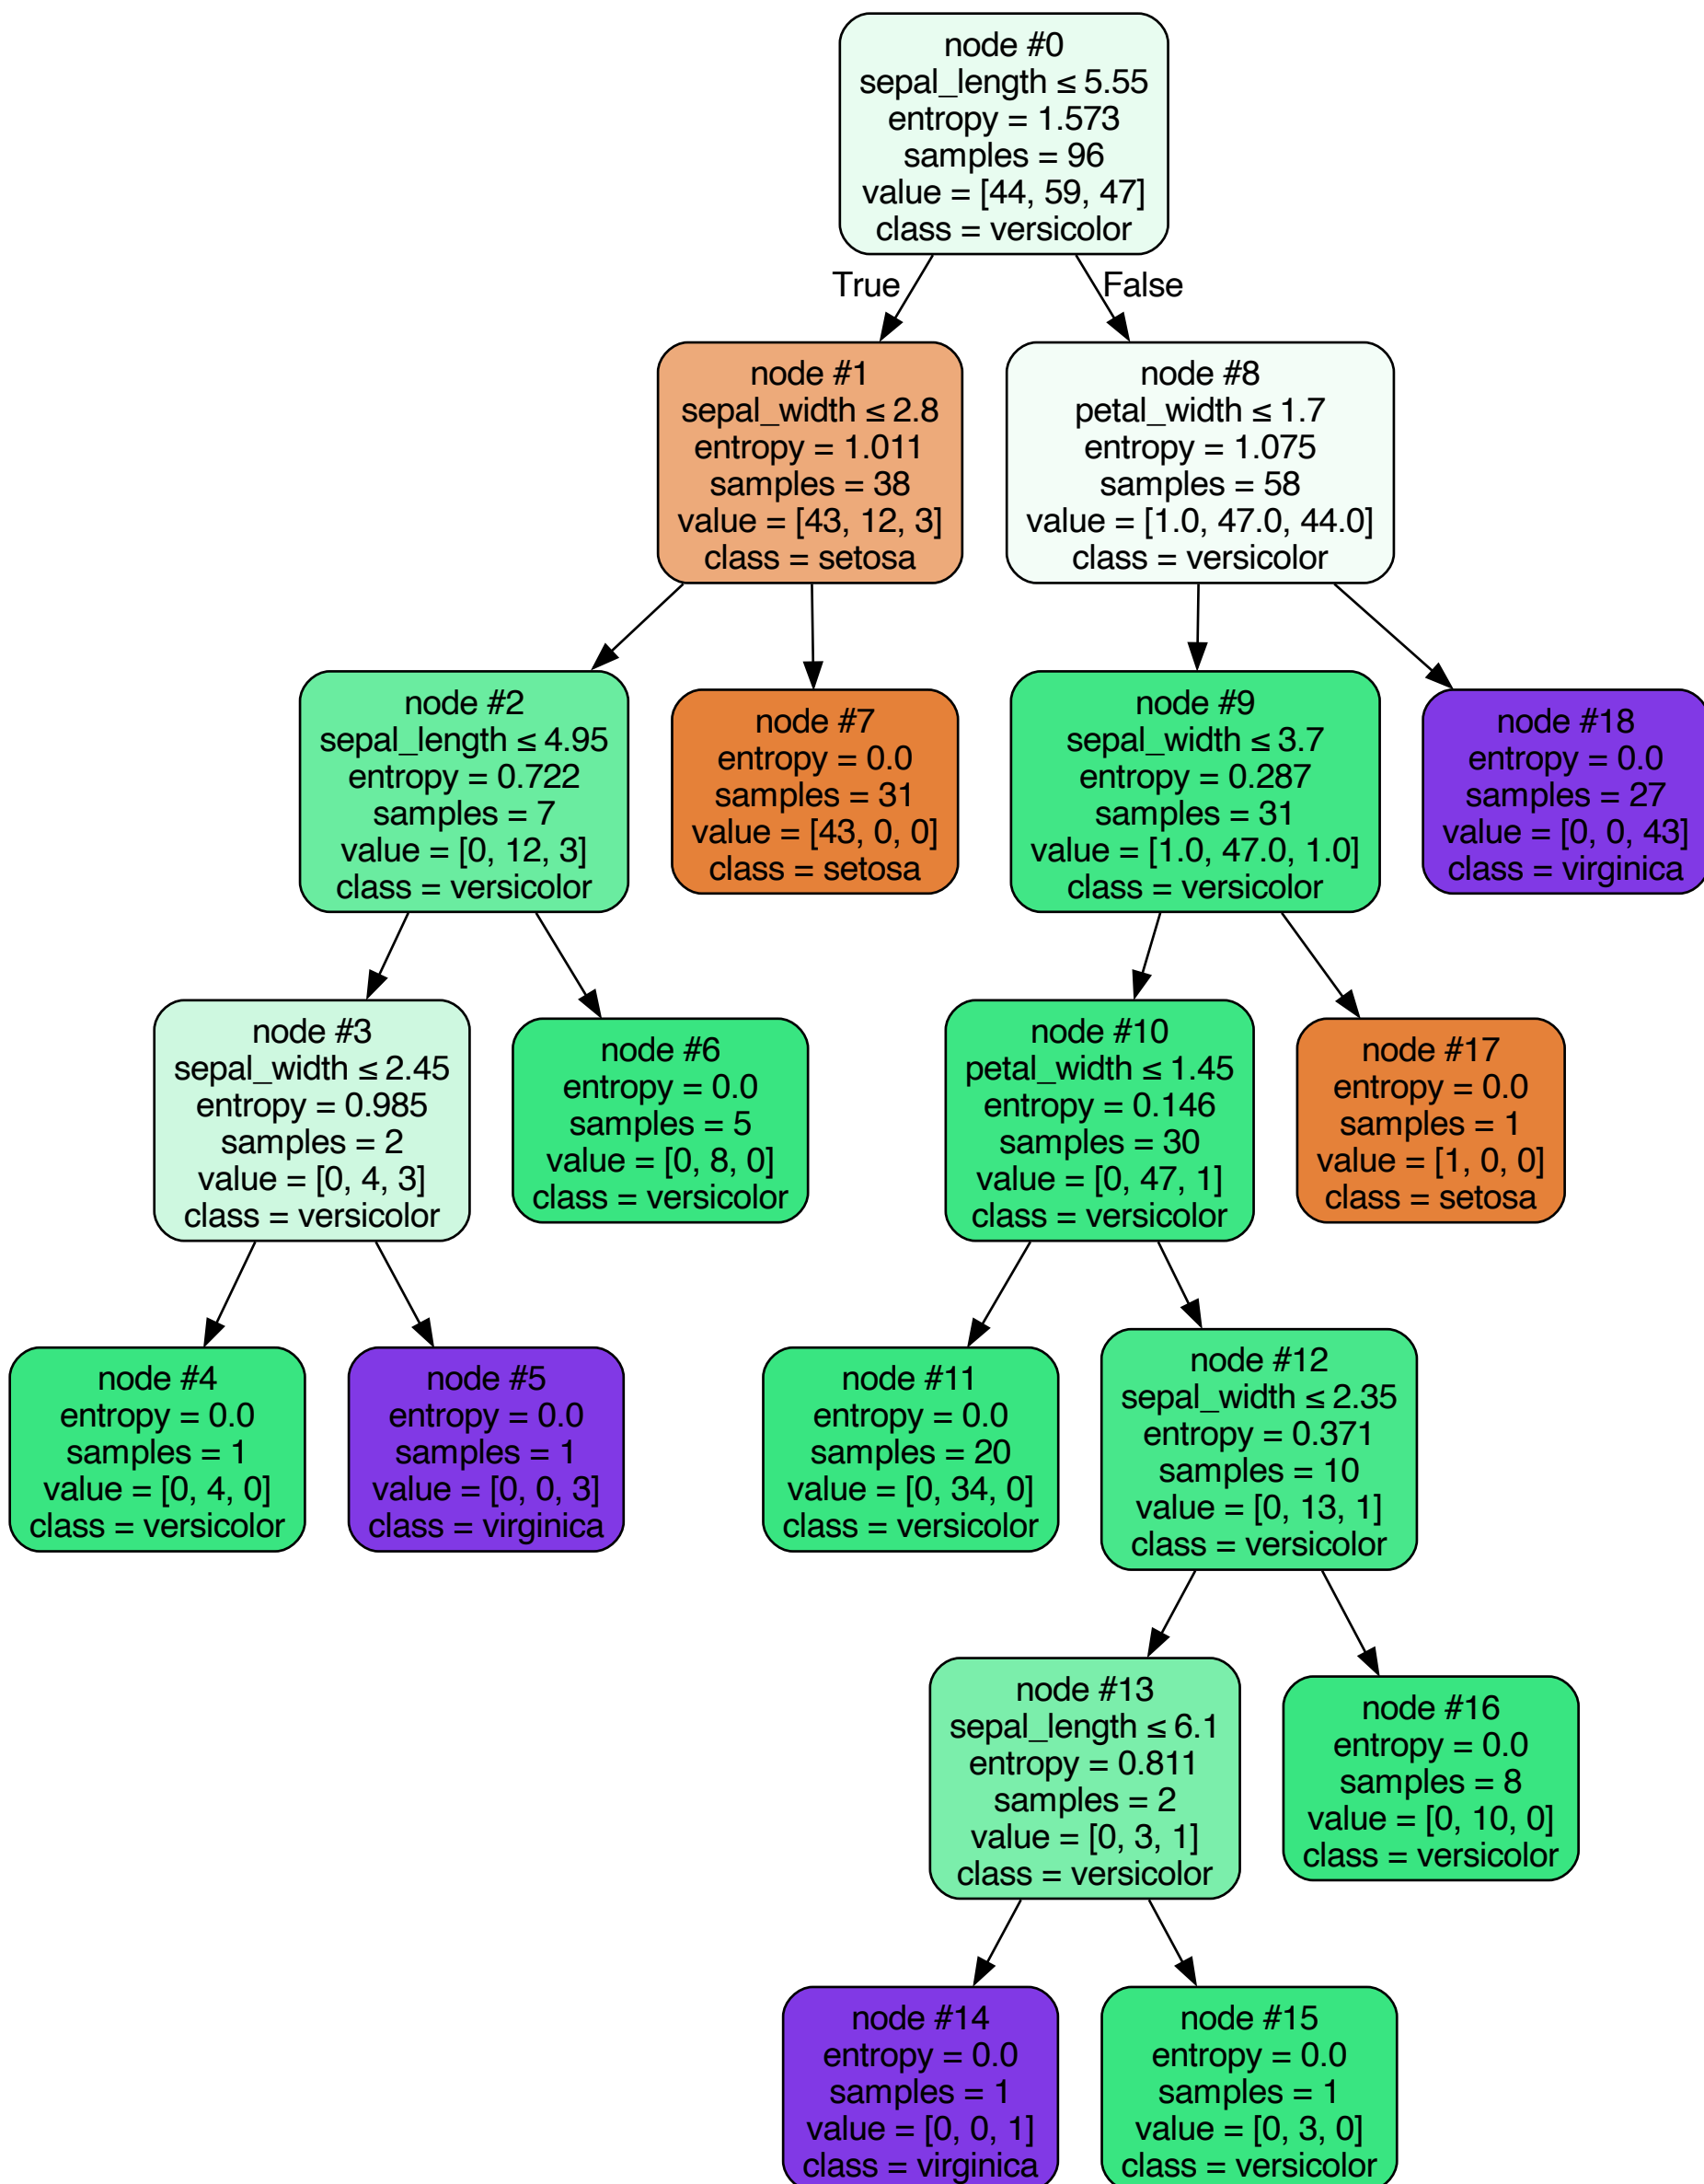 node #0
sepal_length ≤ 5.55
entropy = 1.573
samples = 96
value = [44, 59, 47]
class = versicolor
True
False
node #1
sepal_width ≤ 2.8
entropy = 1.011
samples = 38
value = [43, 12, 3]
class = setosa
node #8
petal_width ≤ 1.7
entropy = 1.075
samples = 58
value = [1.0, 47.0, 44.0]
class = versicolor
node #2
sepal_length ≤ 4.95
entropy = 0.722
samples = 7
value = [0, 12, 3]
class = versicolor
node #7
entropy = 0.0
samples = 31
value = [43, 0, 0]
class = setosa
node #9
sepal_width ≤ 3.7
entropy = 0.287
samples = 31
value = [1.0, 47.0, 1.0]
class = versicolor
node #18
entropy = 0.0
samples = 27
value = [0, 0, 43]
class = virginica
node #3
sepal_width ≤ 2.45
entropy = 0.985
samples = 2
value = [0, 4, 3]
class = versicolor
node #6
entropy = 0.0
samples = 5
value = [0, 8, 0]
class = versicolor
node #10
petal_width ≤ 1.45
entropy = 0.146
samples = 30
value = [0, 47, 1]
class = versicolor
node #17
entropy = 0.0
samples = 1
value = [1, 0, 0]
class = setosa
node #4
entropy = 0.0
samples = 1
value = [0, 4, 0]
class = versicolor
node #5
entropy = 0.0
samples = 1
value = [0, 0, 3]
class = virginica
node #11
entropy = 0.0
samples = 20
value = [0, 34, 0]
class = versicolor
node #12
sepal_width ≤ 2.35
entropy = 0.371
samples = 10
value = [0, 13, 1]
class = versicolor
node #13
sepal_length ≤ 6.1
entropy = 0.811
samples = 2
value = [0, 3, 1]
class = versicolor
node #16
entropy = 0.0
samples = 8
value = [0, 10, 0]
class = versicolor
node #14
entropy = 0.0
samples = 1
value = [0, 0, 1]
class = virginica
node #15
entropy = 0.0
samples = 1
value = [0, 3, 0]
class = versicolor